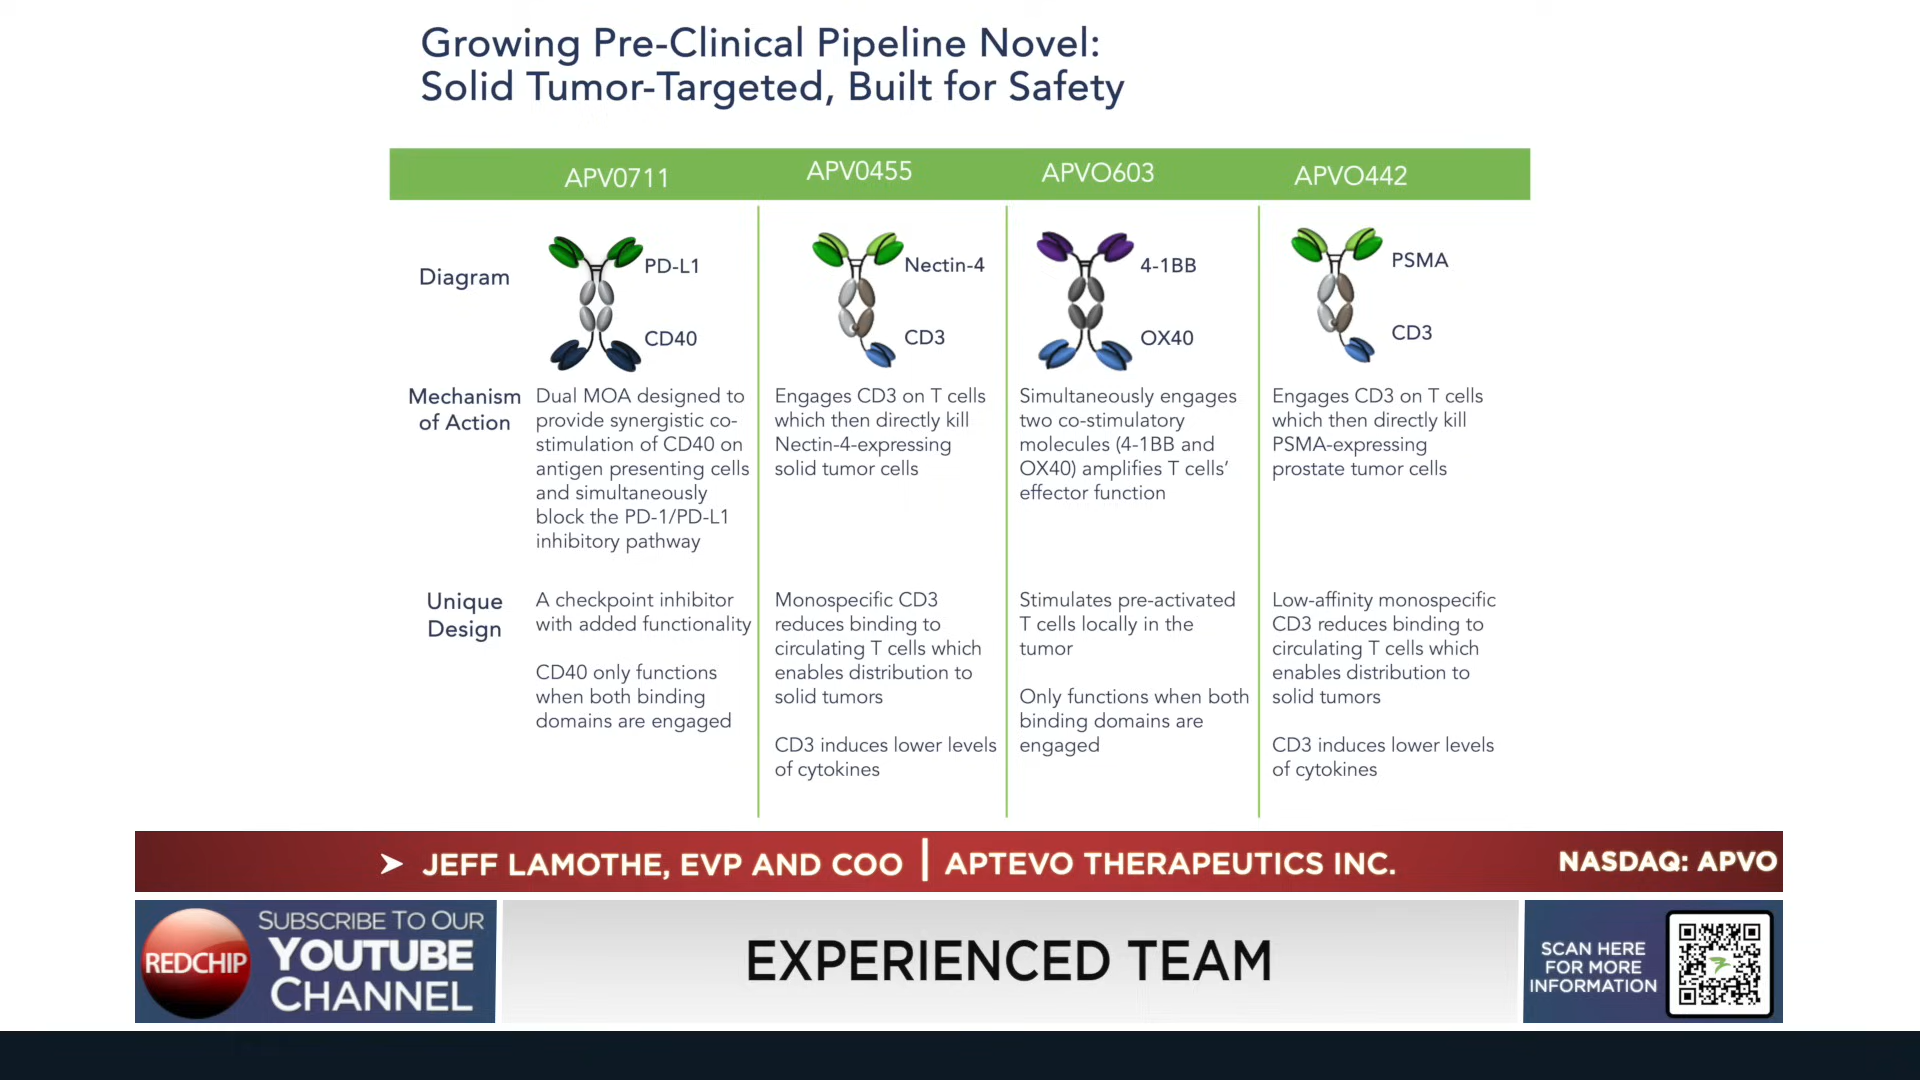 Growing Pre-Clinical Pipeline Novel:
Solid Tumor-Targeted, Built for Safety
APV0711
APV0455
APVO603
APVO442
Diagram
PD-L1
CD40
Nectin-4
CD3
4-1BB
OX40
PSMA
CD3
Mechanism
of Action
Dual MOA designed to
provide synergistic co-
stimulation of CD40 on
antigen presenting cells
and simultaneously
block the PD-1/PD-L1
inhibitory pathway
Engages CD3 on T cells
which then directly kill
Nectin-4-expressing
solid tumor cells
Simultaneously engages
two co-stimulatory
molecules (4-1BB and
OX40) amplifies T cells’
effector function
Engages CD3 on T cells
which then directly kill
PSMA-expressing
prostate tumor cells
Unique
Design
A checkpoint inhibitor
with added functionality
CD40 only functions
when both binding
domains are engaged
Monospecific CD3
reduces binding to
circulating T cells which
enables distribution to
solid tumors
CD3 induces lower levels
of cytokines
Stimulates pre-activated
T cells locally in the
tumor
Only functions when both
binding domains are
engaged
Low-affinity monospecific
CD3 reduces binding to
circulating T cells which
enables distribution to
solid tumors
CD3 induces lower levels
of cytokines
➤ JEFF LAMOTHE, EVP AND COO | APTEVO THERAPEUTICS INC.
NASDAQ: APVO
REDCHIP
SUBSCRIBE TO OUR
YOUTUBE
CHANNEL
EXPERIENCED TEAM
SCAN HERE
FOR MORE
INFORMATION